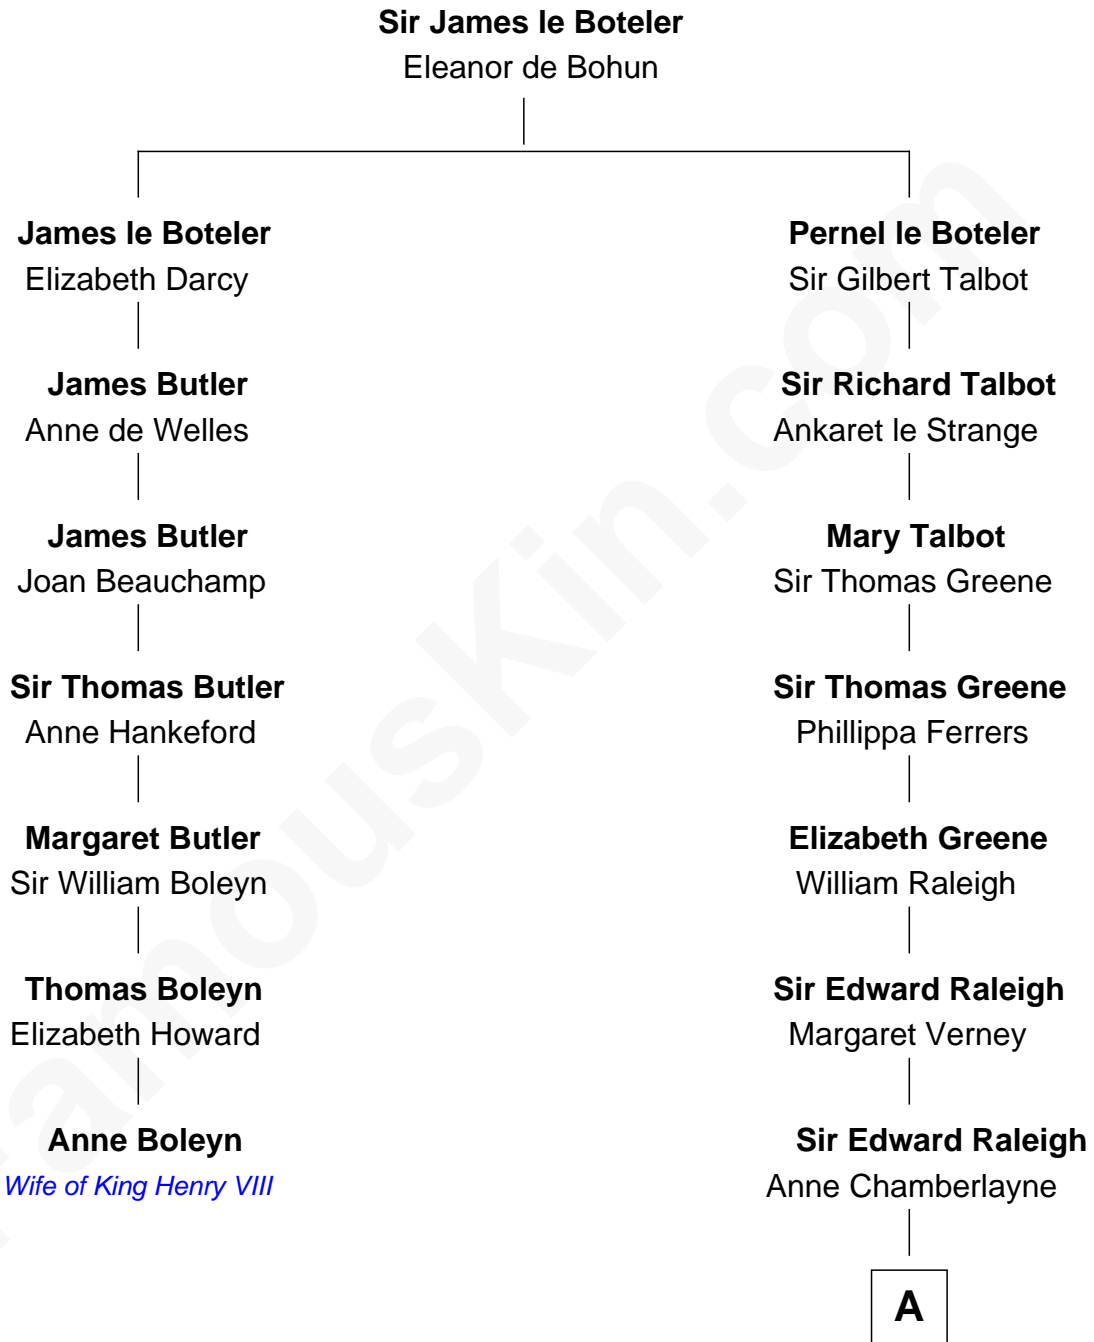 Sir James le Boteler
Eleanor de Bohun
James le Boteler
Elizabeth Darcy
James Butler
Anne de Welles
James Butler
Joan Beauchamp
Sir Thomas Butler
Anne Hankeford
Margaret Butler
Sir William Boleyn
Thomas Boleyn
Elizabeth Howard
Anne Boleyn
Wife of King Henry VIII
Pernel le Boteler
Sir Gilbert Talbot
Sir Richard Talbot
Ankaret le Strange
Mary Talbot
Sir Thomas Greene
Sir Thomas Greene
Phillippa Ferrers
Elizabeth Greene
William Raleigh
Sir Edward Raleigh
Margaret Verney
Sir Edward Raleigh
Anne Chamberlayne
A
FamousKin.com